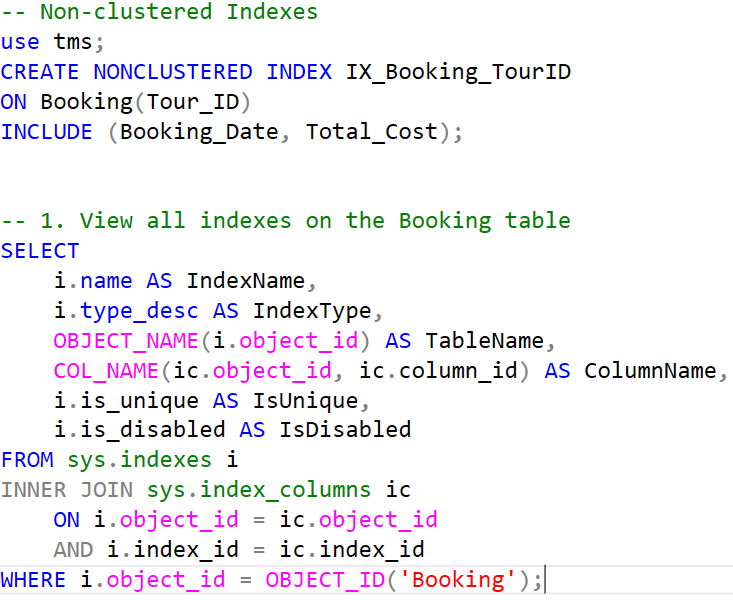 -- Non-clustered Indexes
use tms;
CREATE NONCLUSTERED INDEX IX_Booking_TourID
ON Booking(Tour_ID)
INCLUDE (Booking_Date, Total_Cost);
-- 1. View all indexes on the Booking table
SELECT
    i.name AS IndexName,
    i.type_desc AS IndexType,
    OBJECT_NAME(i.object_id) AS TableName,
    COL_NAME(ic.object_id, ic.column_id) AS ColumnName,
    i.is_unique AS IsUnique,
    i.is_disabled AS IsDisabled
FROM sys.indexes i
INNER JOIN sys.index_columns ic
    ON i.object_id = ic.object_id
    AND i.index_id = ic.index_id
WHERE i.object_id = OBJECT_ID('Booking');